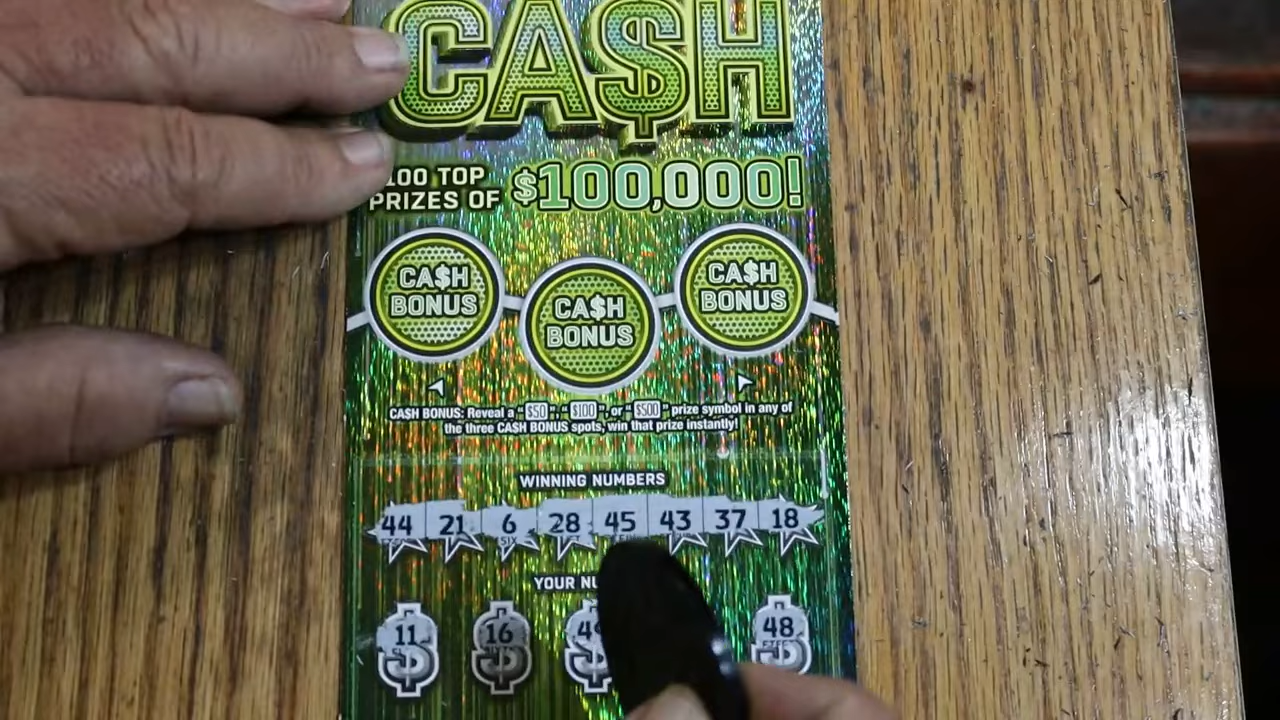 CA$H
100 TOP
PRIZES OF $100,000!
CA$H
BONUS
CA$H
BONUS
CA$H
BONUS
CA$H BONUS: Reveal a "$50", "$100", or "$500" prize symbol in any of
the three CA$H BONUS spots, win that prize instantly!
WINNING NUMBERS
44 21 6 28 45 43 37 18
SIX
YOUR NU
11 16 48